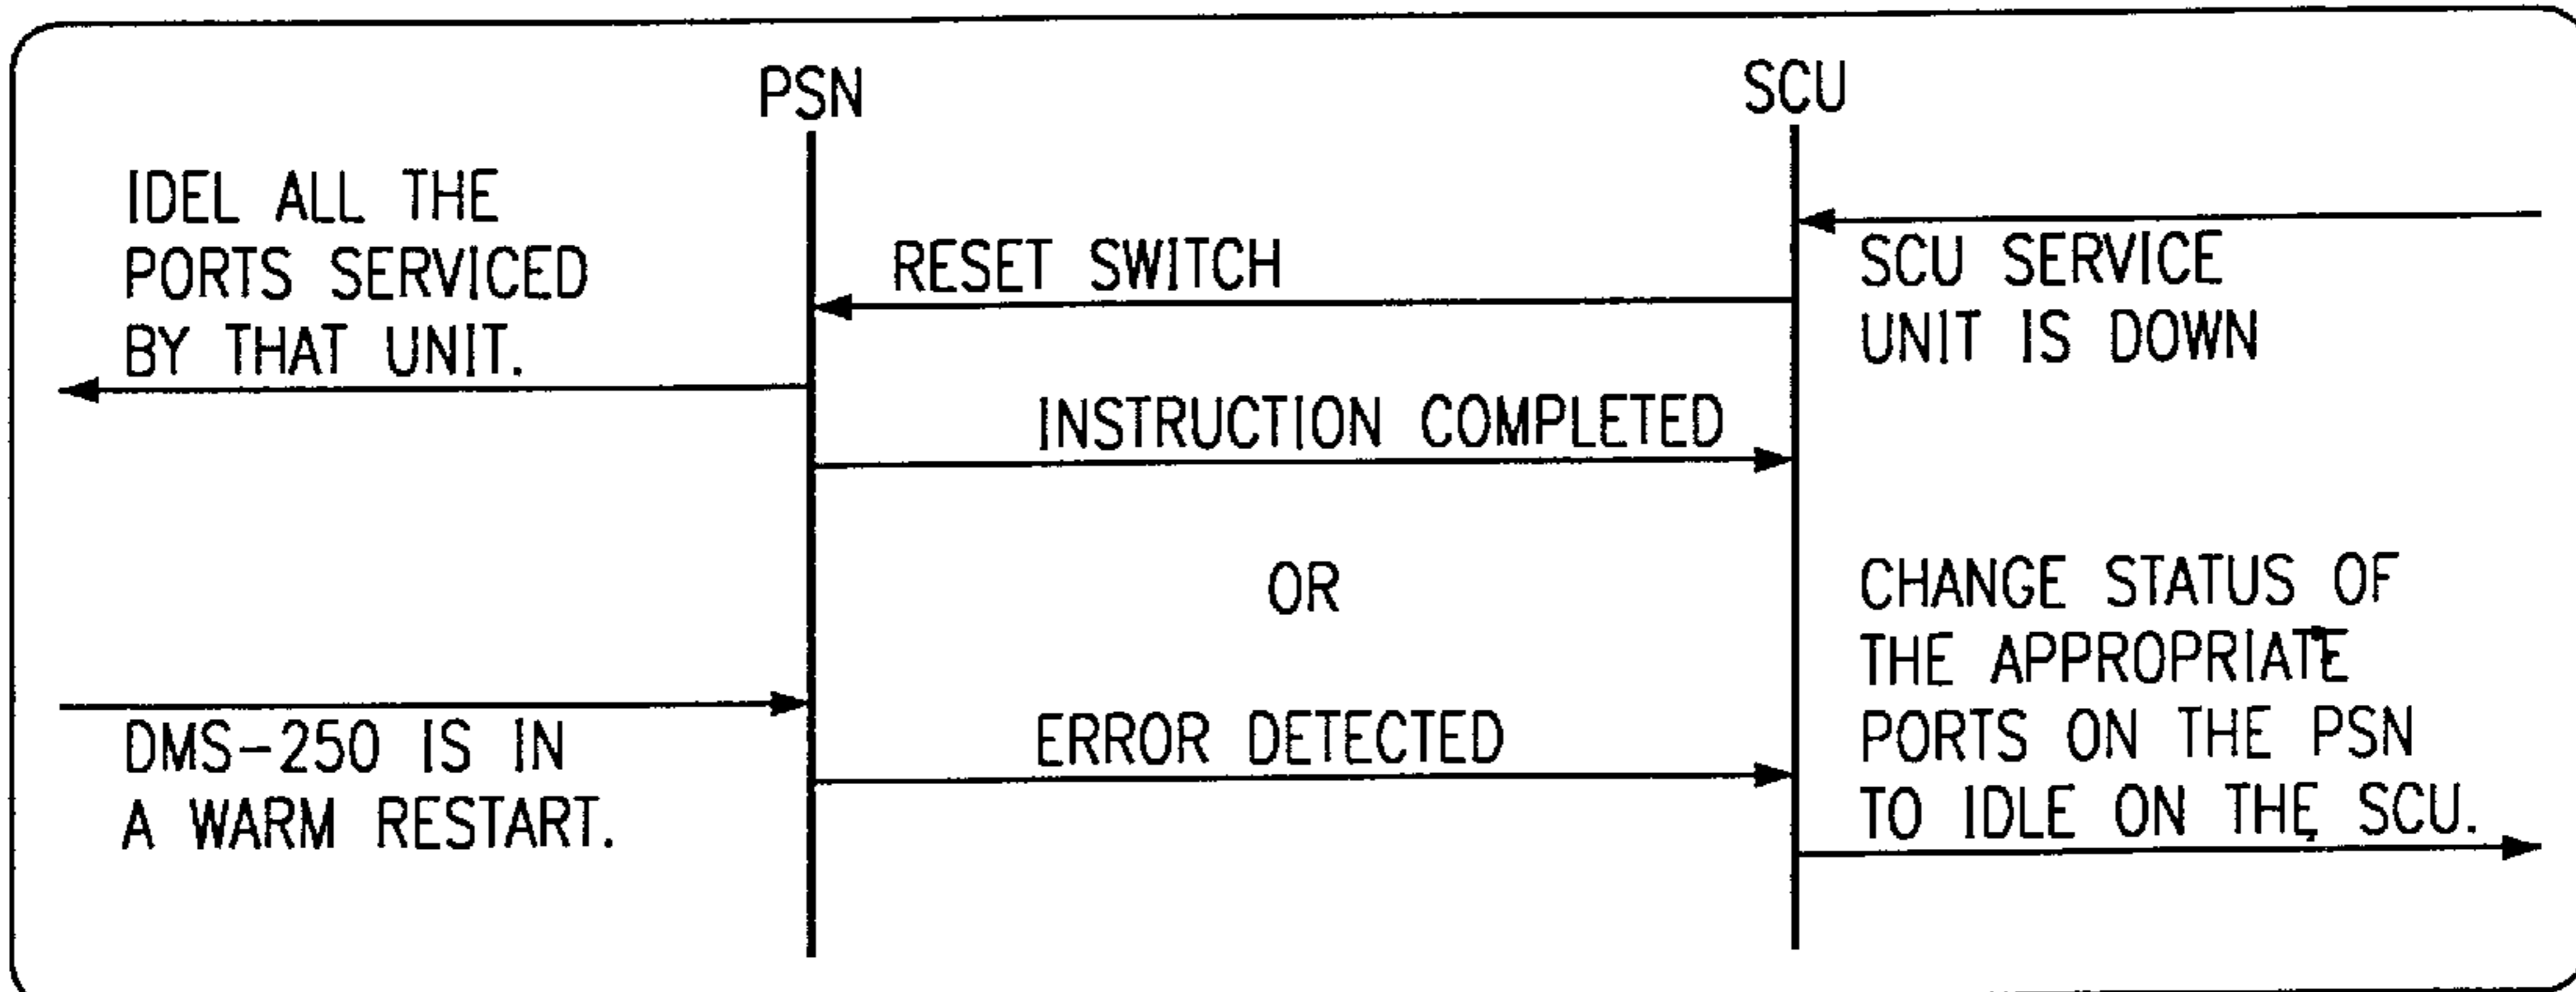 PSN
SCU
IDEL ALL THE
PORTS SERVICED
BY THAT UNIT.
RESET SWITCH
SCU SERVICE
UNIT IS DOWN
INSTRUCTION COMPLETED
OR
DMS-250 IS IN
A WARM RESTART.
ERROR DETECTED
CHANGE STATUS OF
THE APPROPRIATE
PORTS ON THE PSN
TO IDLE ON THE SCU.